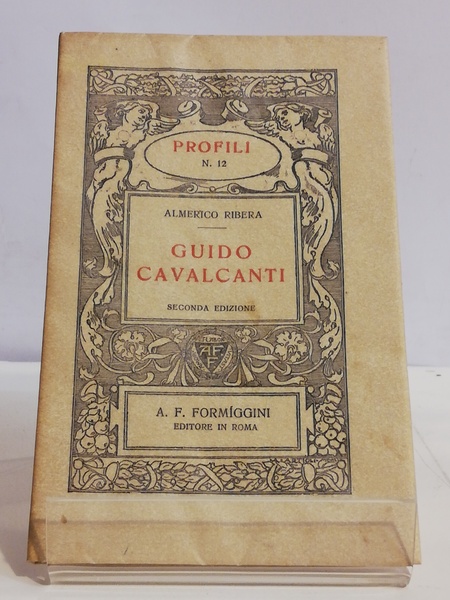 PROFILI
N. 12
ALMERICO RIBERA
GUIDO
CAVALCANTI
SECONDA EDIZIONE
A F
F
A. F. FORMÍGGINI
EDITORE IN ROMA